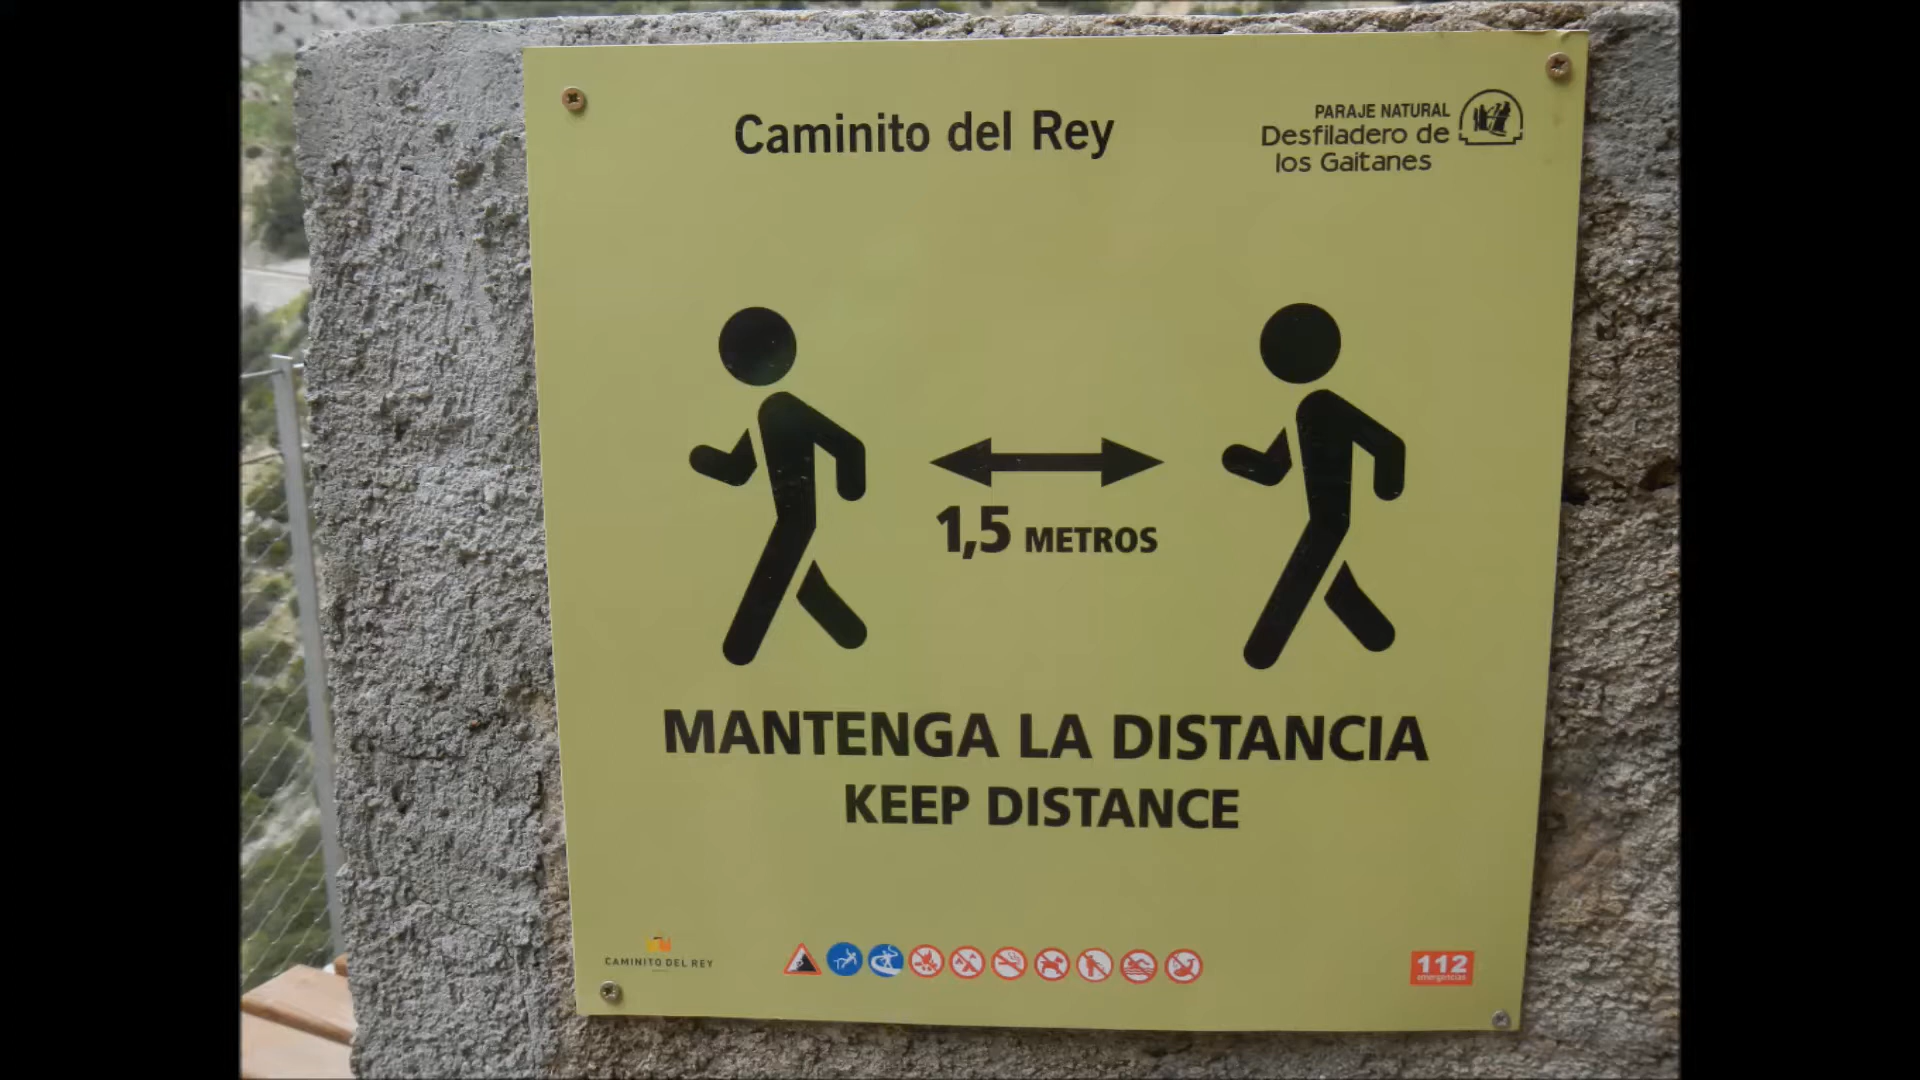 Caminito del Rey
PARAJE NATURAL
Desfiladero de
los Gaitanes
1,5 METROS
MANTENGA LA DISTANCIA
KEEP DISTANCE
CAMINITO DEL REY
112
emergencias